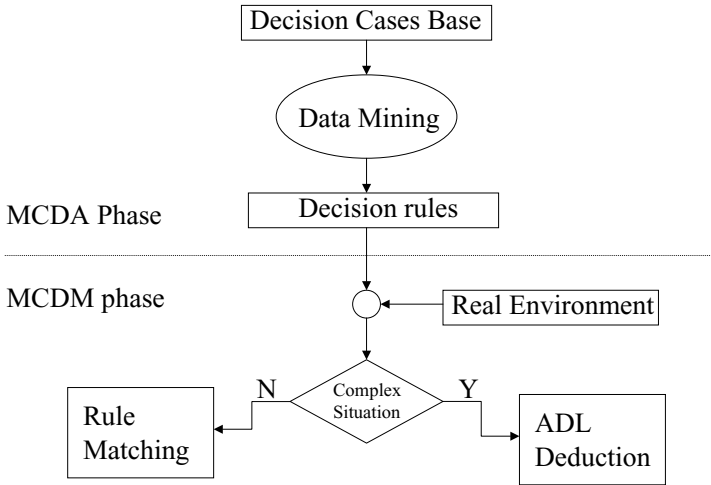 Decision Cases Base
Data Mining
Decision rules
MCDA Phase
MCDM phase
Real Environment
N
Complex
Situation
Y
Rule
Matching
ADL
Deduction